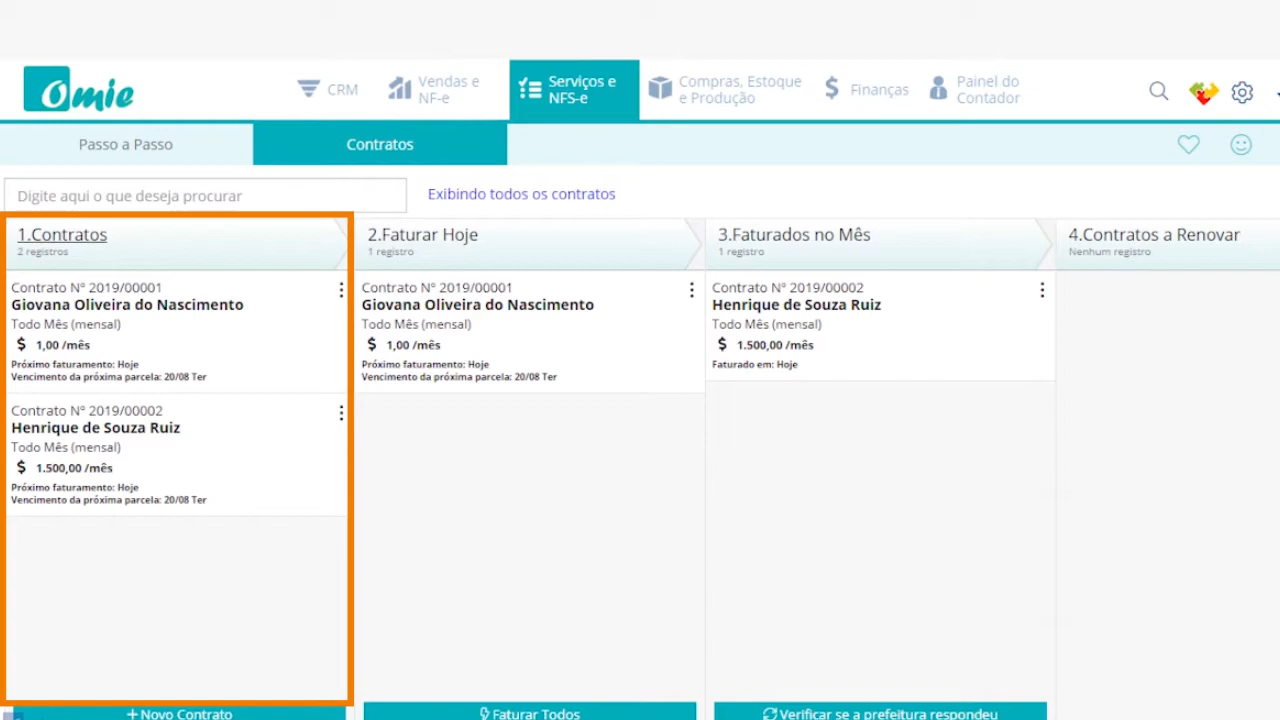 Omie
CRM
Vendas e
NF-e
Serviços e
NFS-e
Compras, Estoque
e Produção
Finanças
Painel do
Contador
Passo a Passo
Contratos
Digite aqui o que deseja procurar
Exibindo todos os contratos
1.Contratos
2 registros
Contrato Nº 2019/00001
Giovana Oliveira do Nascimento
Todo Mês (mensal)
$ 1,00 /mês
Próximo faturamento: Hoje
Vencimento da próxima parcela: 20/08 Ter
Contrato Nº 2019/00002
Henrique de Souza Ruiz
Todo Mês (mensal)
$ 1.500,00 /mês
Próximo faturamento: Hoje
Vencimento da próxima parcela: 20/08 Ter
+ Novo Contrato
2.Faturar Hoje
1 registro
Contrato Nº 2019/00001
Giovana Oliveira do Nascimento
Todo Mês (mensal)
$ 1,00 /mês
Próximo faturamento: Hoje
Vencimento da próxima parcela: 20/08 Ter
Faturar Todos
3.Faturados no Mês
1 registro
Contrato Nº 2019/00002
Henrique de Souza Ruiz
Todo Mês (mensal)
$ 1.500,00 /mês
Faturado em: Hoje
Verificar se a prefeitura respondeu
4.Contratos a Renovar
Nenhum registro